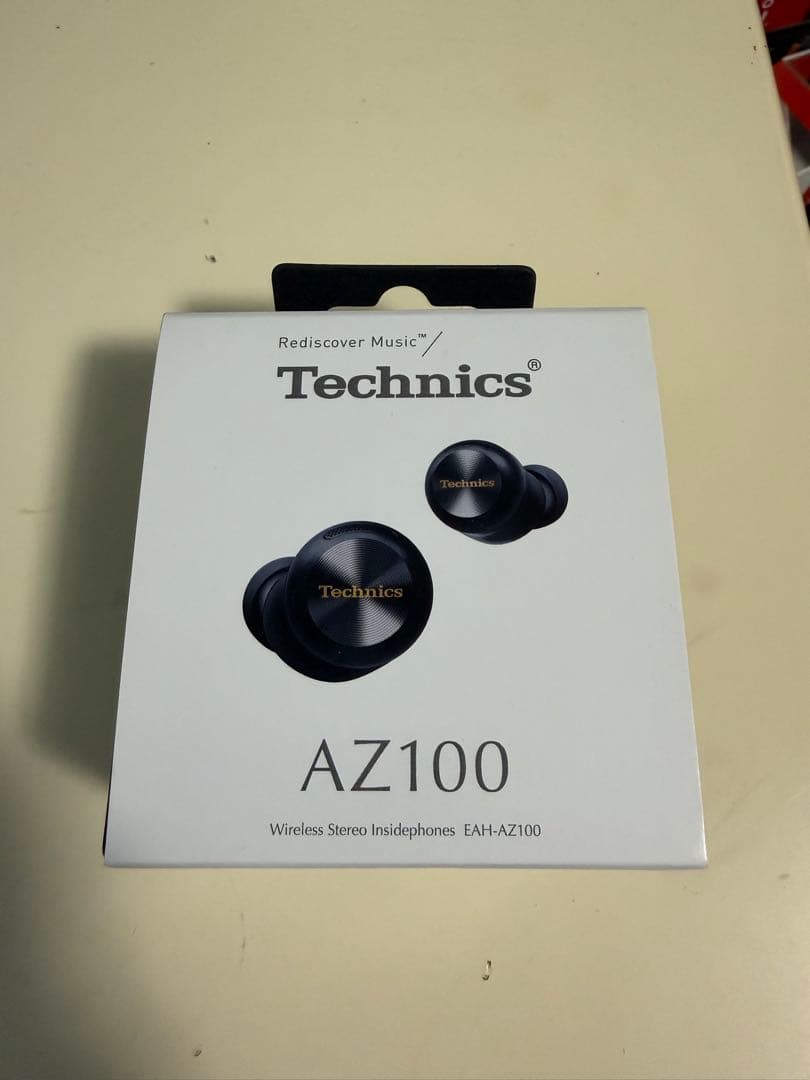 Rediscover Music™
Technics®
Technics
Technics
AZ100
Wireless Stereo Insidephones EAH-AZ100